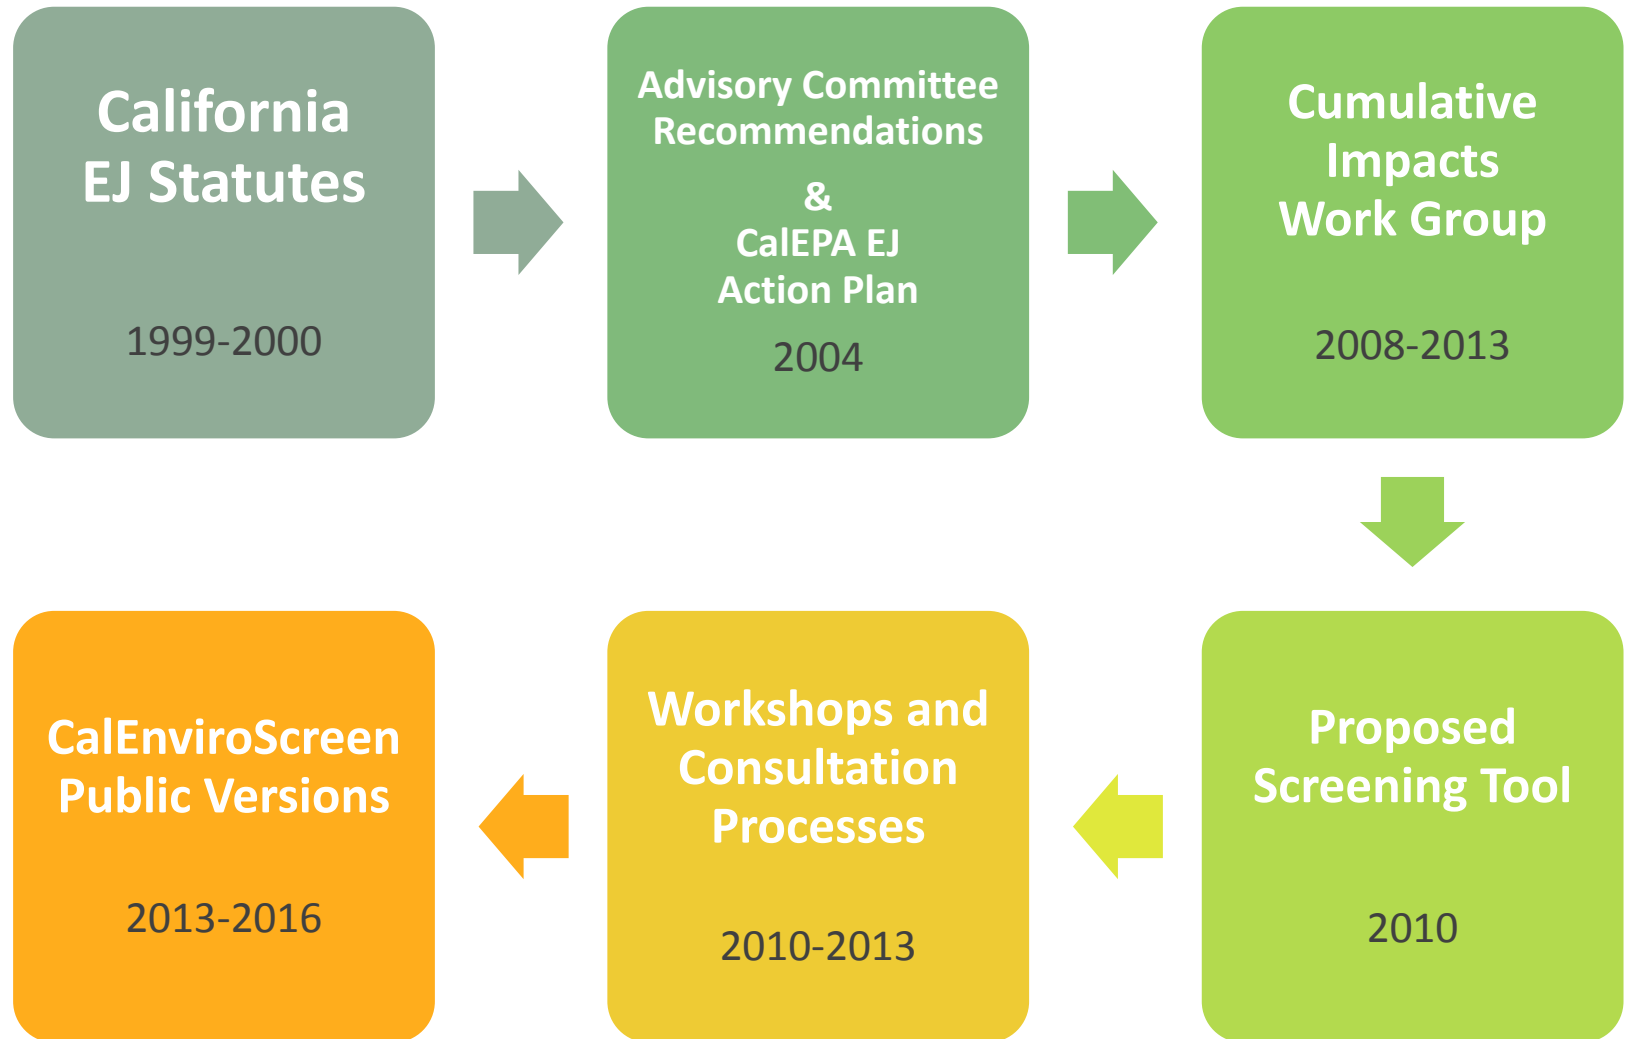 California
EJ Statutes
1999-2000
Advisory Committee
Recommendations
&
CalEPA EJ
Action Plan
2004
Cumulative
Impacts
Work Group
2008-2013
Proposed
Screening Tool
2010
Workshops and
Consultation
Processes
2010-2013
CalEnviroScreen
Public Versions
2013-2016